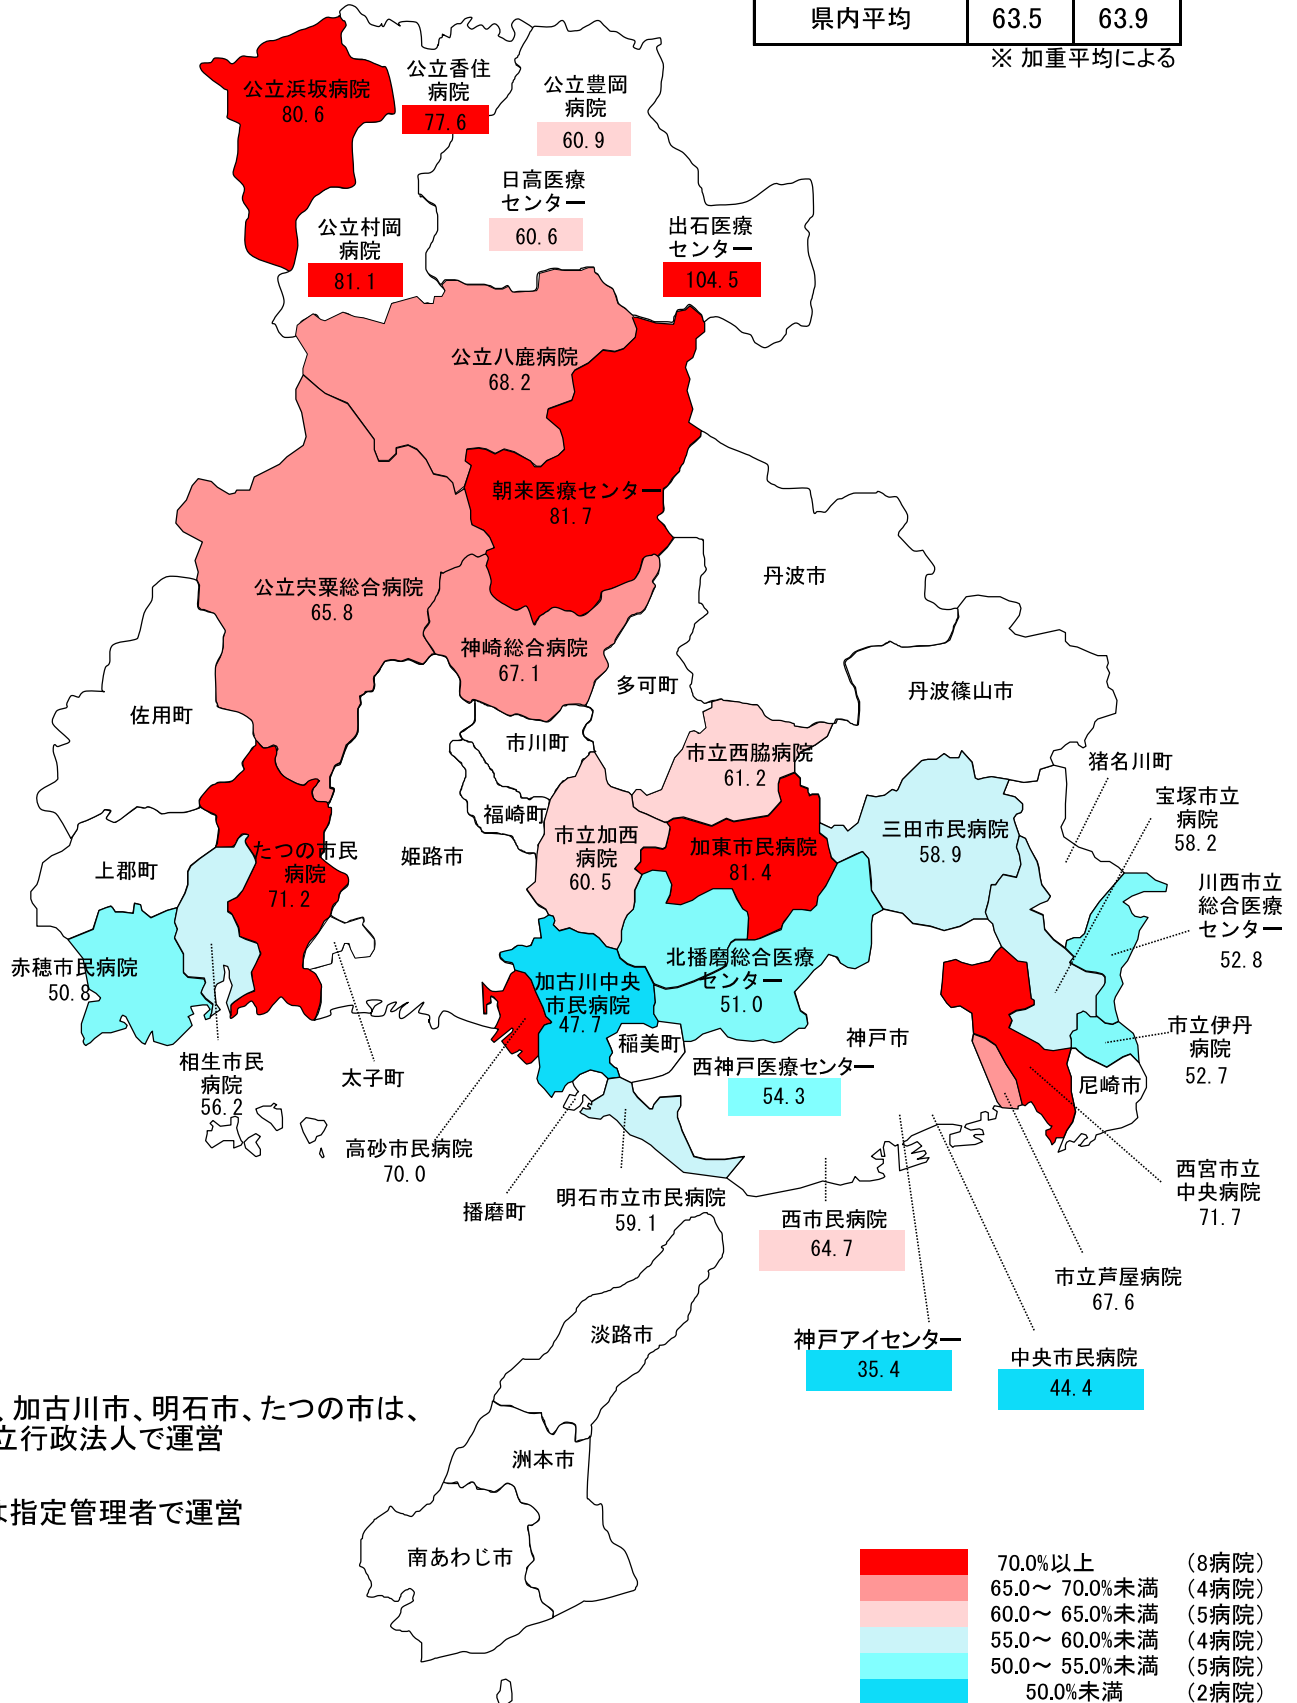 県内平均 63.5 63.9
※ 加重平均による
公立浜坂病院
80.6
公立香住
病院
77.6
公立豊岡
病院
60.9
日高医療
センター
60.6
公立村岡
病院
81.1
出石医療
センター
104.5
公立八鹿病院
68.2
朝来医療センター
81.7
公立宍粟総合病院
65.8
神崎総合病院
67.1
丹波市
多可町
丹波篠山市
佐用町
市川町
市立西脇病院
61.2
猪名川町
宝塚市立
病院
58.2
福崎町
市立加西
病院
60.5
三田市民病院
58.9
加東市民病院
81.4
姫路市
たつの市民
病院
71.2
上郡町
川西市立
総合医療
センター
52.8
赤穂市民病院
50.8
北播磨総合医療
センター
51.0
加古川中央
市民病院
47.7
稲美町
神戸市
市立伊丹
病院
52.7
相生市民
病院
56.2
太子町
西神戸医療センター
54.3
尼崎市
高砂市民病院
70.0
播磨町
明石市立市民病院
59.1
西市民病院
64.7
西宮市立
中央病院
71.7
市立芦屋病院
67.6
淡路市
神戸アイセンター
35.4
中央市民病院
44.4
、加古川市、明石市、たつの市は、
立行政法人で運営
洲本市
は指定管理者で運営
南あわじ市
70.0%以上 (8病院)
65.0～ 70.0%未満 (4病院)
60.0～ 65.0%未満 (5病院)
55.0～ 60.0%未満 (4病院)
50.0～ 55.0%未満 (5病院)
50.0%未満 (2病院)